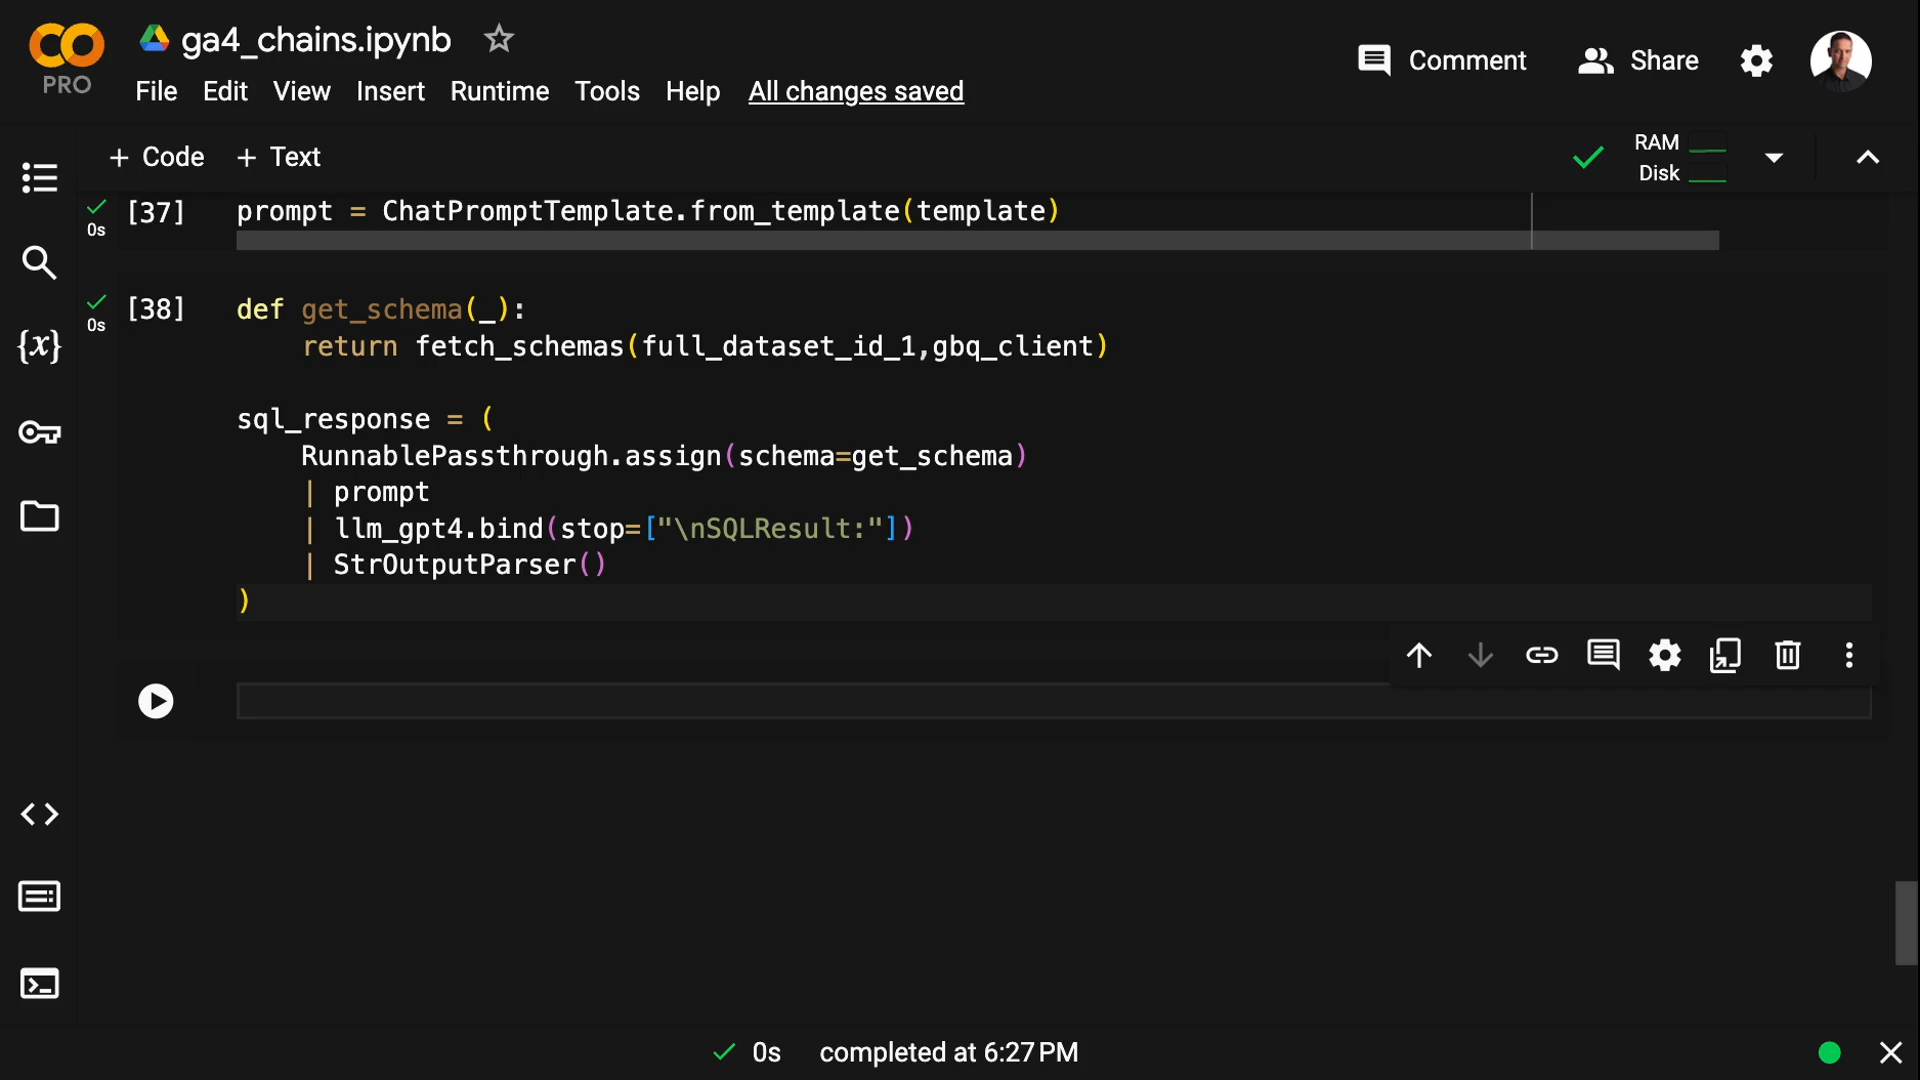 ga4_chains.ipynb
PRO
File Edit View Insert Runtime Tools Help All changes saved
Comment
Share
+ Code + Text
RAM
Disk
0s
[37] prompt = ChatPromptTemplate.from_template(template)
0s
[38] def get_schema(_):
return fetch_schemas(full_dataset_id_1,gbq_client)
sql_response = (
RunnablePassthrough.assign(schema=get_schema)
| prompt
| llm_gpt4.bind(stop=["\nSQLResult:"])
| StrOutputParser()
)
{x}
0s completed at 6:27 PM